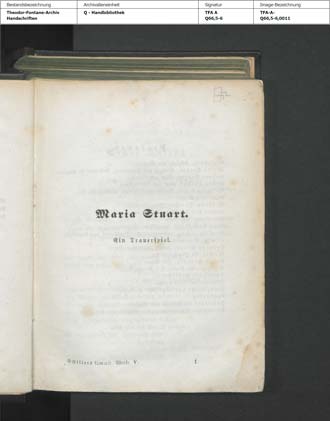 Bestandsbezeichnung
Theodor-Fontane-Archiv
Handschriften
Archivalieneinheit
Q - Handbibliothek
Signatur
TFA A
Q66,5-6
Image-Bezeichnung
TFA-A-
Q66,5-6,0011
Maria Stuart.
Ein Trauerspiel.
Schillers sämmtl. Werke V. 1